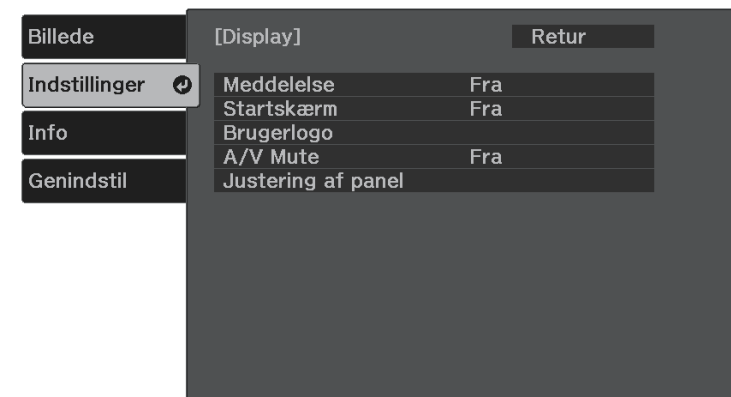 Billede
Indstillinger
Info
Genindstil
[Display] Retur
Meddelelse Fra
Startskærm Fra
Brugerlogo
A/V Mute Fra
Justering af panel